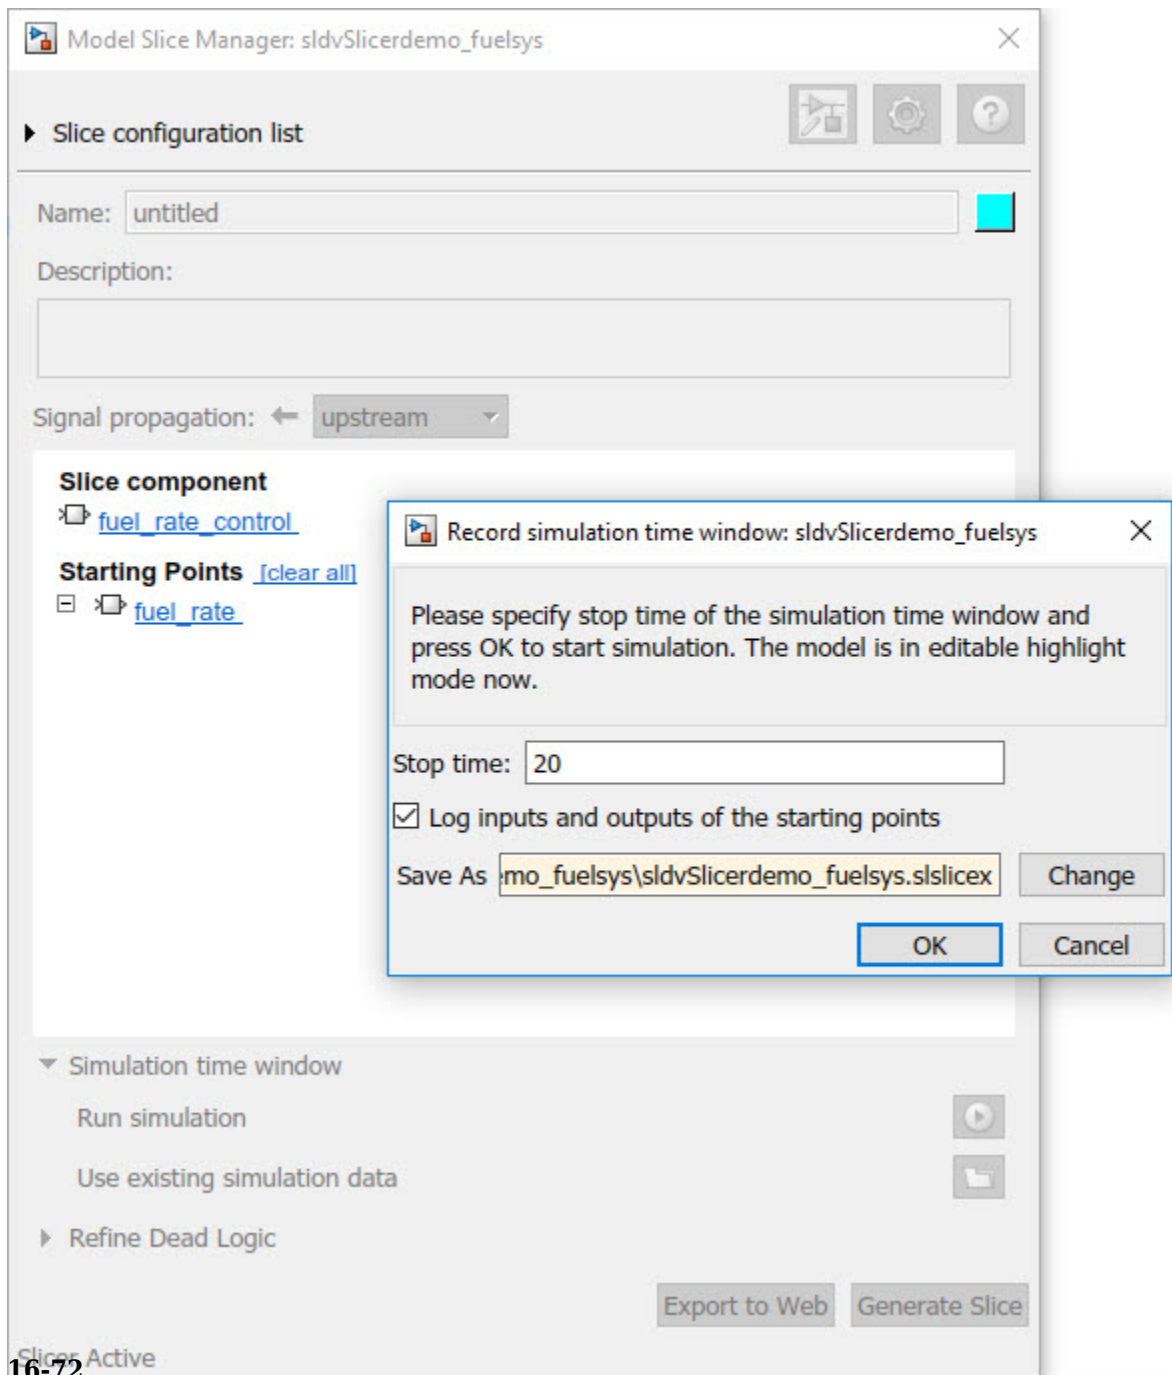 Model Slice Manager: sldvSlicerdemo_fuelsys
Slice configuration list
?
Name: untitled
Description:
Signal propagation: upstream
Slice component
fuel_rate_control
Starting Points [clear all]
fuel_rate
Record simulation time window: sldvSlicerdemo_fuelsys
Please specify stop time of the simulation time window and
press OK to start simulation. The model is in editable highlight
mode now.
Stop time: 20
Log inputs and outputs of the starting points
Save As mo_fuelsys\sldvSlicerdemo_fuelsys.slslicex Change
OK Cancel
Simulation time window
Run simulation
Use existing simulation data
Refine Dead Logic
Export to Web Generate Slice
Slicer Active
16-72